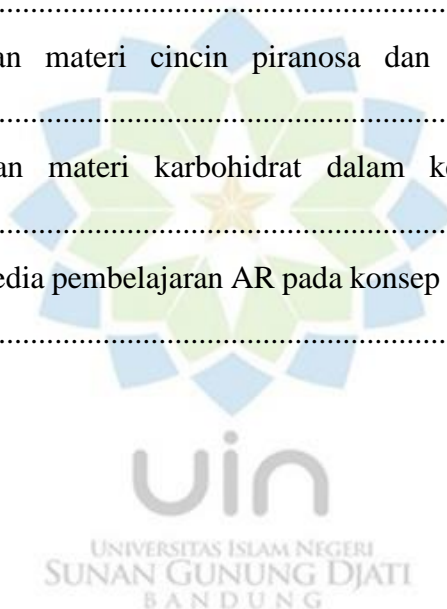 ................................................................
an materi cincin piranosa dan
................................................................
an materi karbohidrat dalam
................................................................
edia pembelajaran AR pada konsep
................................................................
uin
UNIVERSITAS ISLAM NEGERI
SUNAN GUNUNG DJATI
BANDUNG